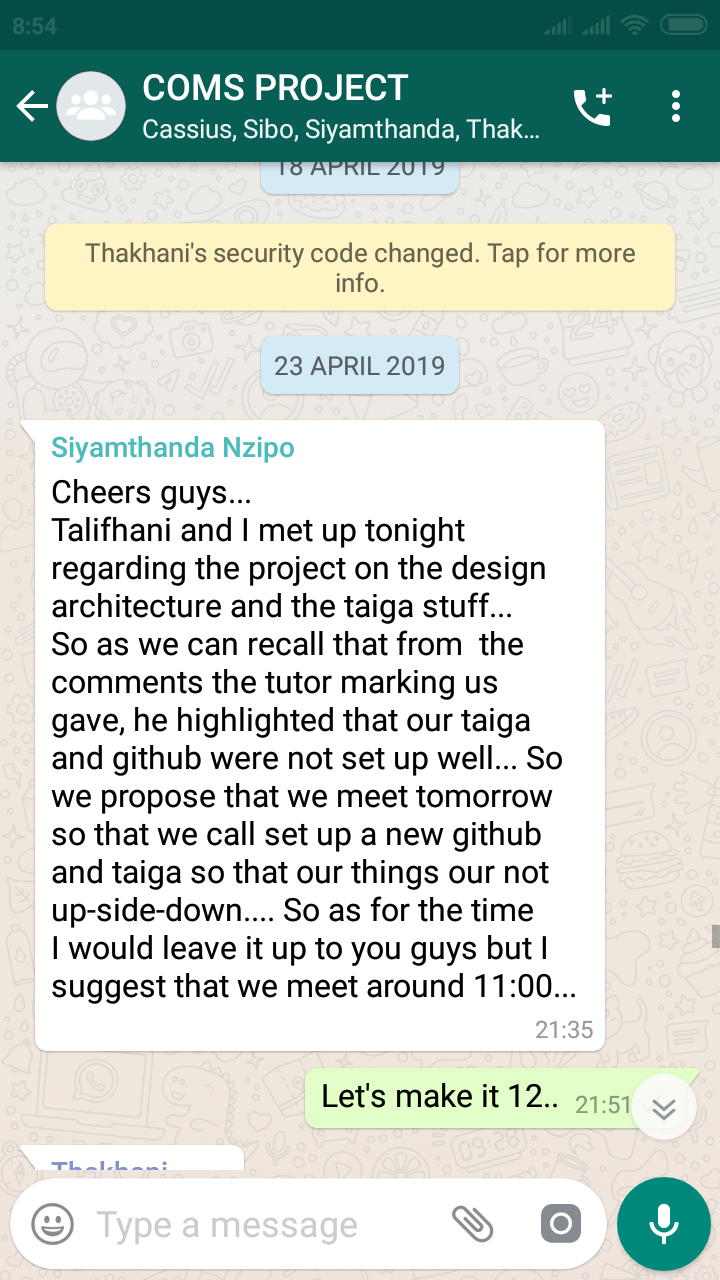 8:54
COMS PROJECT
Cassius, Sibo, Siyamthanda, Thak...
18 APRIL 2019
Thakhani's security code changed. Tap for more
info.
23 APRIL 2019
Siyamthanda Nzipo
Cheers guys...
Talifhani and I met up tonight
regarding the project on the design
architecture and the taiga stuff...
So as we can recall that from  the
comments the tutor marking us
gave, he highlighted that our taiga
and github were not set up well... So
we propose that we meet tomorrow
so that we call set up a new github
and taiga so that our things our not
up-side-down.... So as for the time
I would leave it up to you guys but I
suggest that we meet around 11:00...
21:35
Let's make it 12.. 21:51
Thakhani
Type a message